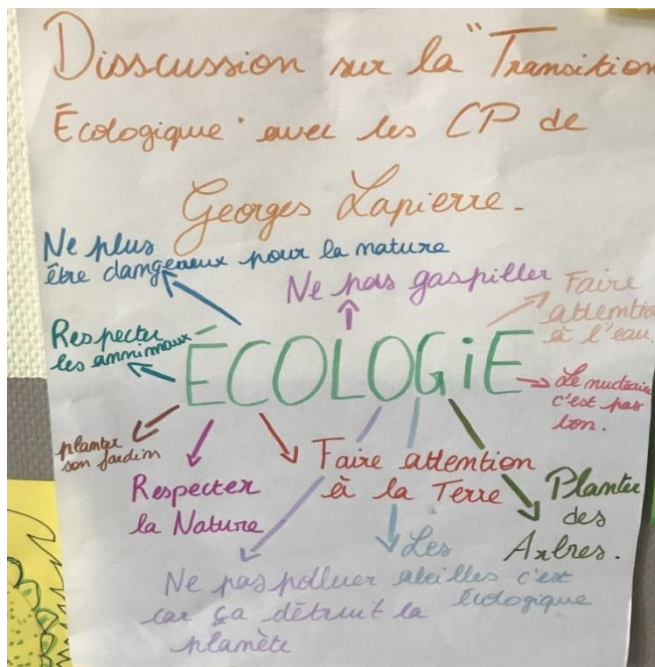 Disscussion sur la "Transition
Écologique" avec les CP de
Georges Lapierre.
Ne plus
être dangeaeux pour la nature
Ne pas gaspiller
Faire
attention
à l'eau.
Respecter
les annimaux
ÉCOLOGiE
Le nucléaire
c'est pas
bon.
planter
son jardin
Respecter
la Nature
Faire attention
à la Terre
Planter
des
Arbres.
Les
abeilles c'est
écologique
Ne pas polluer
car ça détruit la
planète